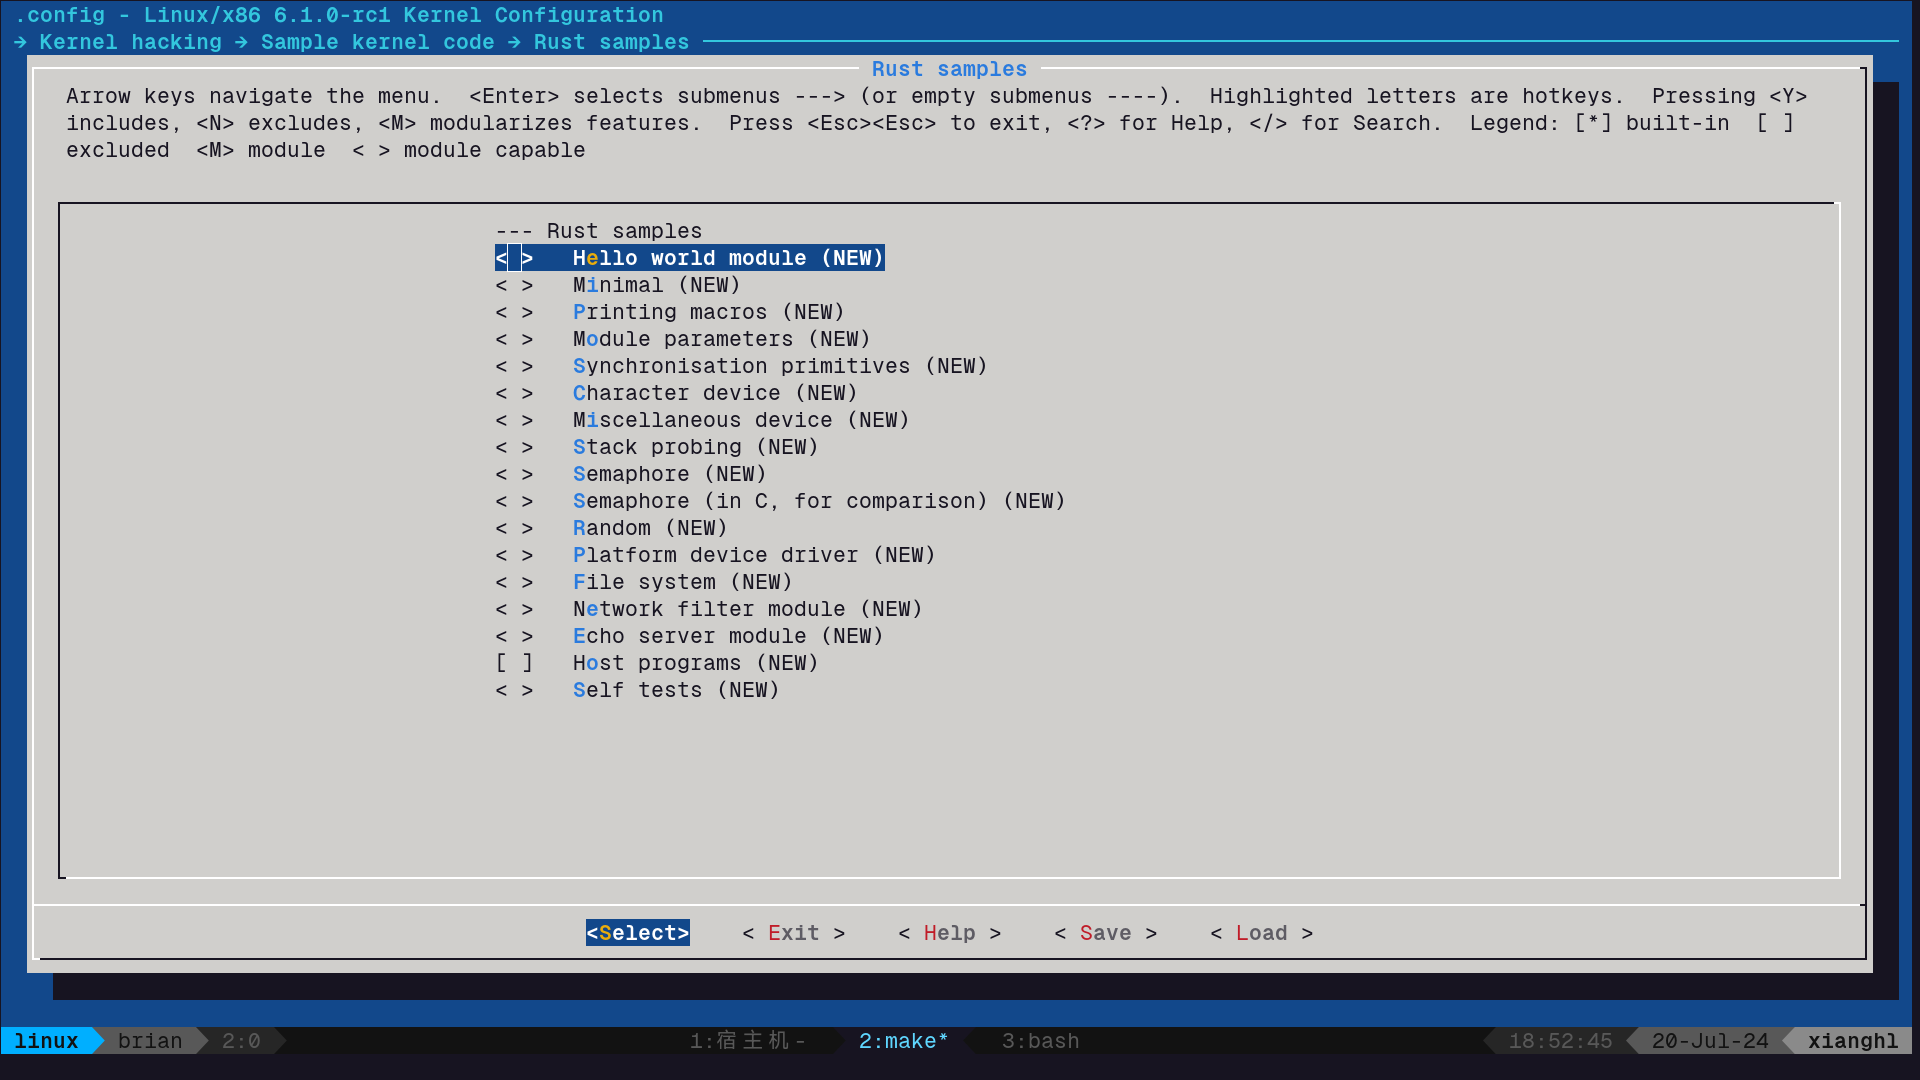 .config - Linux/x86 6.1.0-rc1 Kernel Configuration
→ Kernel hacking → Sample kernel code → Rust samples
Rust samples
Arrow keys navigate the menu.  <Enter> selects submenus ---> (or empty submenus ----).  Highlighted letters are hotkeys.  Pressing <Y>
includes, <N> excludes, <M> modularizes features.  Press <Esc><Esc> to exit, <?> for Help, </> for Search.  Legend: [*] built-in  [ ]
excluded  <M> module  < > module capable
--- Rust samples
< >   Hello world module (NEW)
< >   Minimal (NEW)
< >   Printing macros (NEW)
< >   Module parameters (NEW)
< >   Synchronisation primitives (NEW)
< >   Character device (NEW)
< >   Miscellaneous device (NEW)
< >   Stack probing (NEW)
< >   Semaphore (NEW)
< >   Semaphore (in C, for comparison) (NEW)
< >   Random (NEW)
< >   Platform device driver (NEW)
< >   File system (NEW)
< >   Network filter module (NEW)
< >   Echo server module (NEW)
[ ]   Host programs (NEW)
< >   Self tests (NEW)
<Select>    < Exit >    < Help >    < Save >    < Load >
linux brian 2:0 1:宿主机- 2:make* 3:bash 18:52:45 20-Jul-24 xianghl